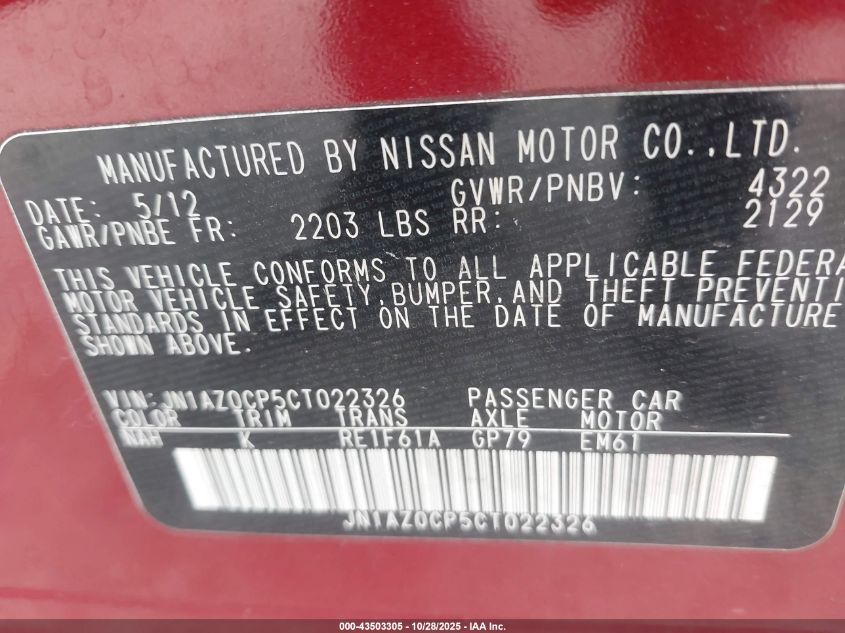 MANUFACTURED BY NISSAN MOTOR CO.,LTD.
DATE: 5/12 GVWR/PNBV: 4322
GAWR/PNBE FR: 2203 LBS RR: 2129
THIS VEHICLE CONFORMS TO ALL APPLICABLE FEDERA
MOTOR VEHICLE SAFETY,BUMPER,AND THEFT PREVENTI
STANDARDS IN EFFECT ON THE DATE OF MANUFACTURE
SHOWN ABOVE.
VIN:JN1AZ0CP5CT022326 PASSENGER CAR
COLOR TRIM TRANS AXLE MOTOR
NAH K RE1F61A GP79 EM61
JN1AZ0CP5CT022326
000-43503305 - 10/28/2025 - IAA Inc.